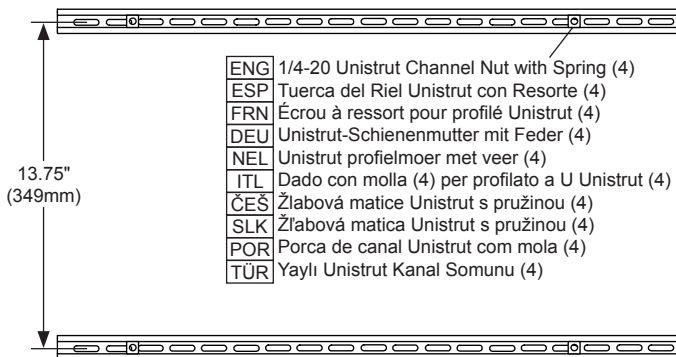 ENG 1/4-20 Unistrut Channel Nut with Spring (4)
ESP Tuerca del Riel Unistrut con Resorte (4)
FRN Écrou à ressort pour profilé Unistrut (4)
DEU Unistrut-Schienenmutter mit Feder (4)
NEL Unistrut profielmoer met veer (4)
ITL Dado con molla (4) per profilato a U Unistrut (4)
ČEŠ Žlabová matice Unistrut s pružinou (4)
SLK Žľabová matica Unistrut s pružinou (4)
POR Porca de canal Unistrut com mola (4)
TÜR Yaylı Unistrut Kanal Somunu (4)
13.75"
(349mm)